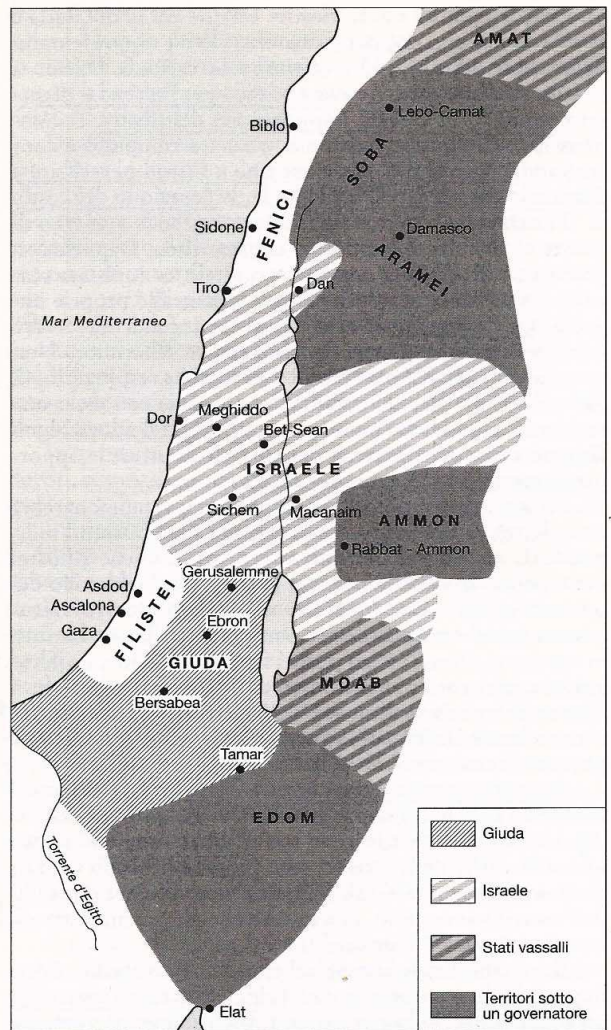 AMAT
Lebo-Camat
Biblo
SOBA
FENICI
Sidone
Damasco
ARAMEI
Tiro
Dan
Mar Mediterraneo
Dor
Meghiddo
Bet-Sean
ISRAELE
Sichem
Macanaim
AMMON
Rabbat - Ammon
Gerusalemme
Asdod
Ascalona
Gaza
FILISTEI
Ebron
GIUDA
MOAB
Bersabea
Tamar
EDOM
Torrente d'Egitto
Elat
Giuda
Israele
Stati vassalli
Territori sotto
un governatore